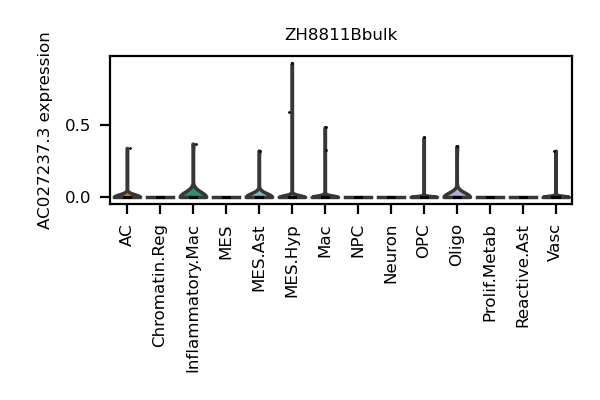 ZH8811Bbulk
AC027237.3 expression
0.5
0.0
AC
Chromatin.Reg
Inflammatory.Mac
MES
MES.Ast
MES.Hyp
Mac
NPC
Neuron
OPC
Oligo
Prolif.Metab
Reactive.Ast
Vasc